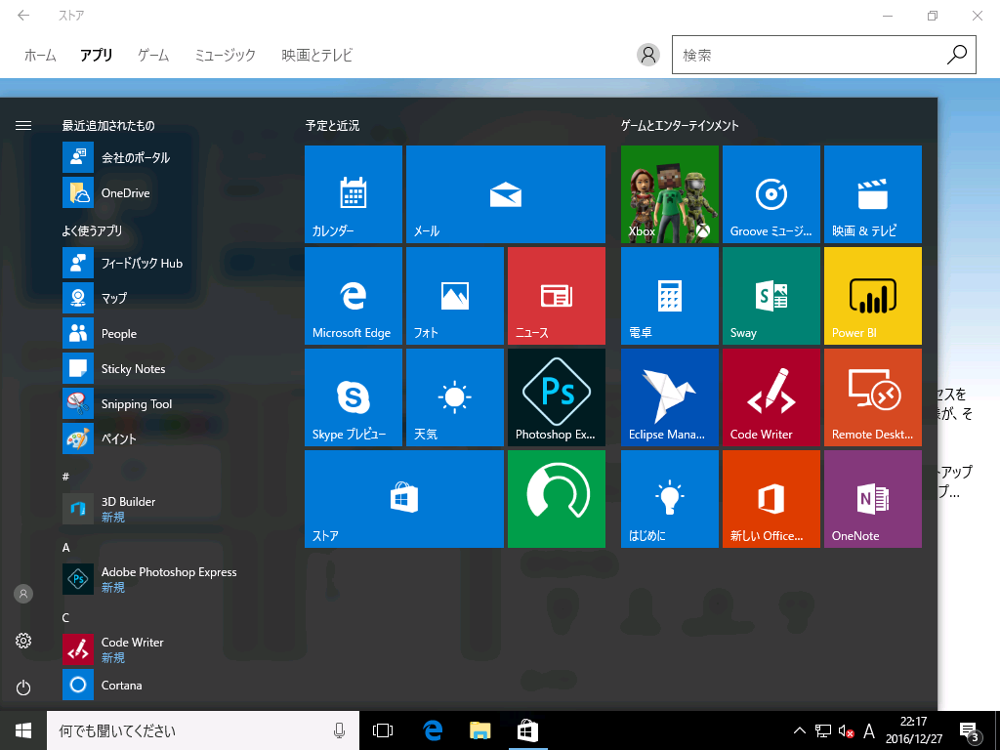 ストア
ホーム アプリ ゲーム ミュージック 映画とテレビ 検索
最近追加されたもの
会社のポータル
OneDrive
よく使うアプリ
フィードバック Hub
マップ
People
Sticky Notes
Snipping Tool
ペイント
#
3D Builder
新規
A
Adobe Photoshop Express
新規
C
Code Writer
新規
Cortana
予定と近況
カレンダー
メール
Microsoft Edge
フォト
ニュース
Skype プレビュー
天気
Ps
Photoshop Ex...
ストア
ゲームとエンターテインメント
Xbox
Groove ミュージ...
映画 & テレビ
電卓
Sway
Power BI
Eclipse Mana...
Code Writer
Remote Deskt...
はじめに
新しい Office...
OneNote
セスを
が、そ
トアップ
プ...
何でも聞いてください
A
22:17
2016/12/27
3